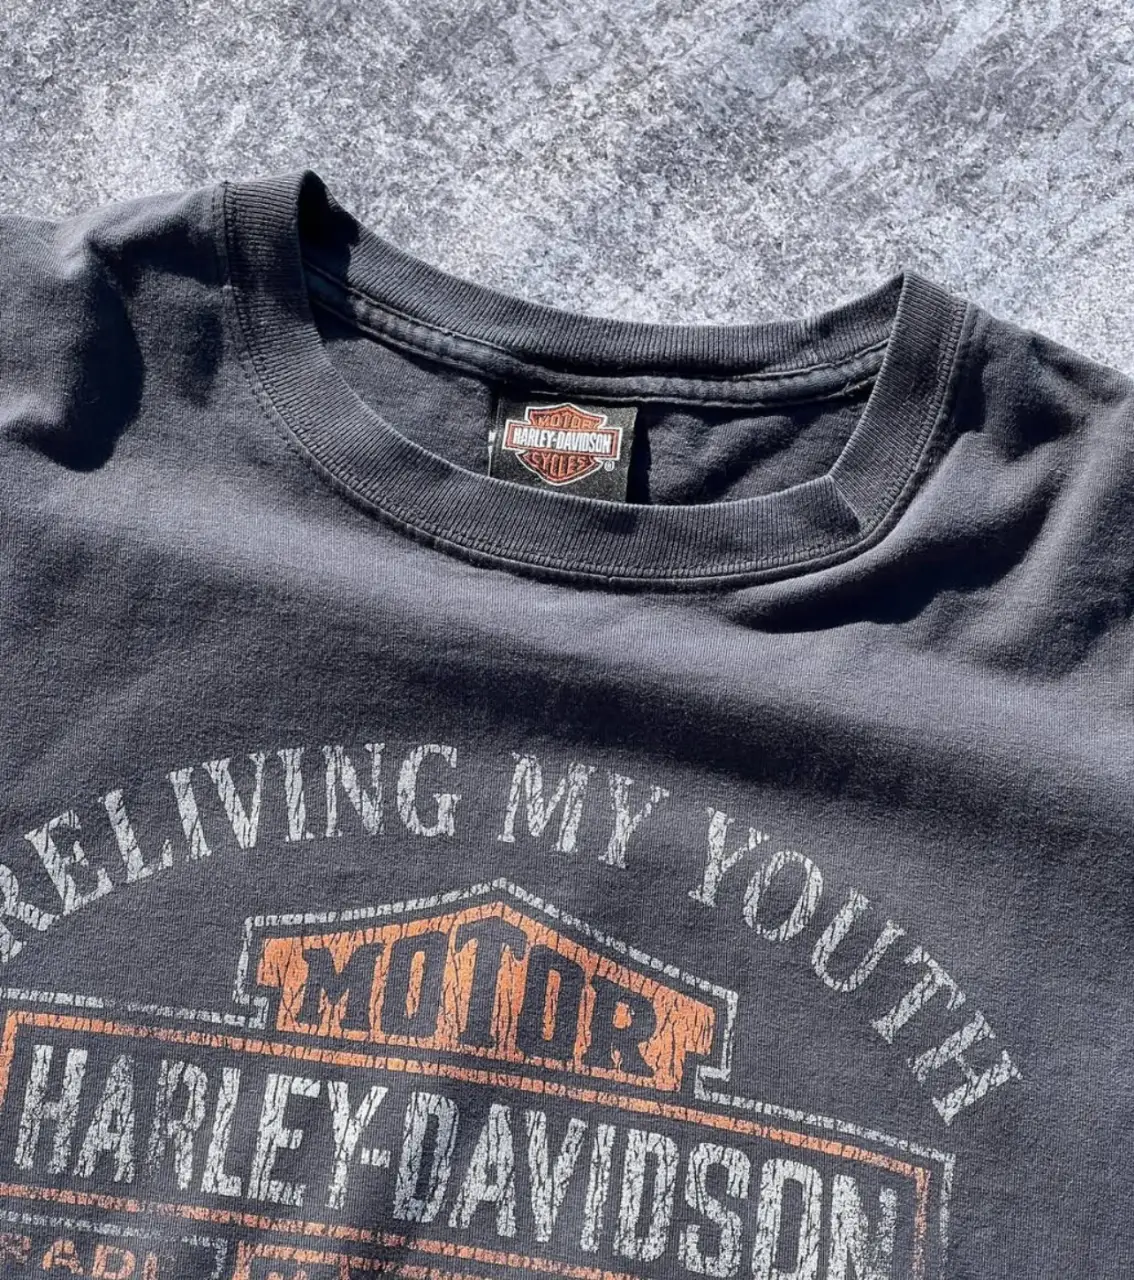 MOTOR
HARLEY-DAVIDSON
CYCLES
®
RELIVING MY YOUTH
MOTOR
HARLEY-DAVIDSON